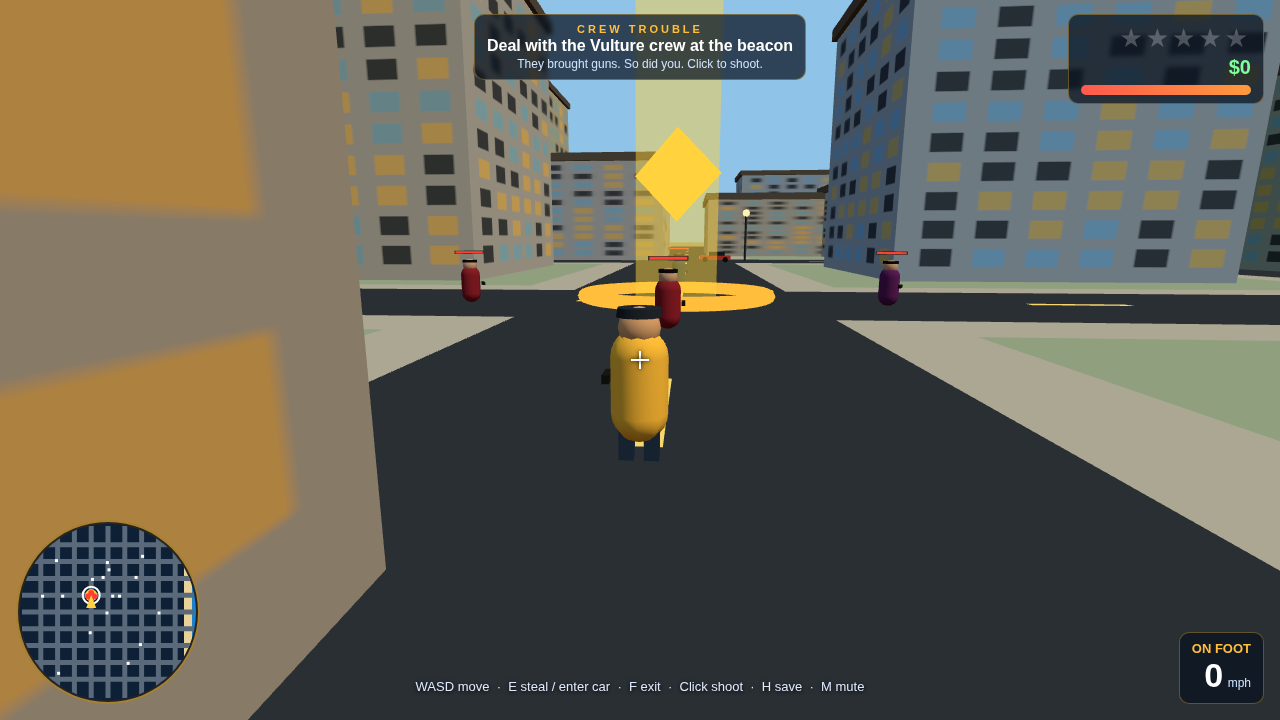 CREW TROUBLE
Deal with the Vulture crew at the beacon
They brought guns. So did you. Click to shoot.
★★★★★
$0
WASD move · E steal / enter car · F exit · Click shoot · H save · M mute
ON FOOT
0 mph